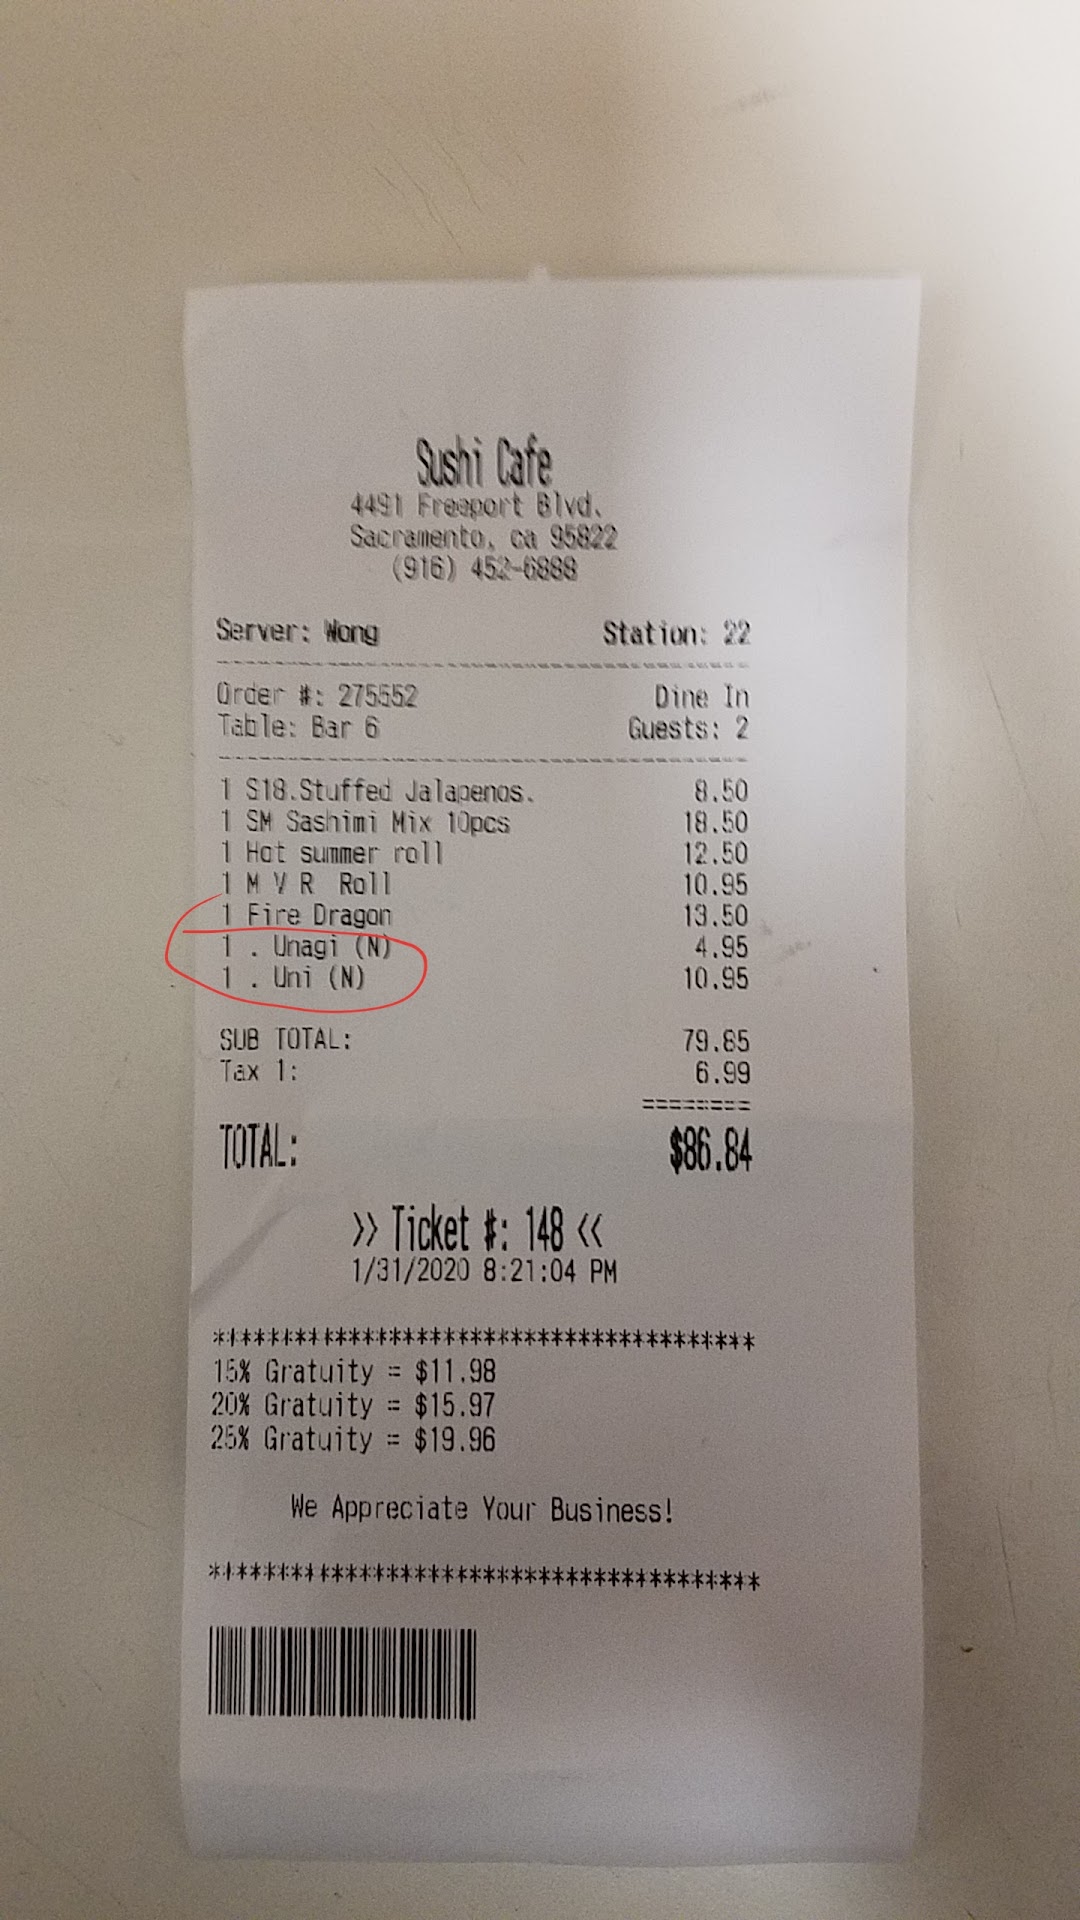 Sushi Cafe
4491 Freeport Blvd.
Sacramento, ca 95822
(916) 452-6888
Server: Wong Station: 22
Order #: 275552 Dine In
Table: Bar 6 Guests: 2
1 S18.Stuffed Jalapenos. 8.50
1 SM Sashimi Mix 10pcs 18.50
1 Hot summer roll 12.50
1 M V R Roll 10.95
1 Fire Dragon 13.50
1 . Unagi (N) 4.95
1 . Uni (N) 10.95
SUB TOTAL: 79.85
Tax 1: 6.99
========
TOTAL: $86.84
>> Ticket #: 148 <<
1/31/2020 8:21:04 PM
****************************************
15% Gratuity = $11.98
20% Gratuity = $15.97
25% Gratuity = $19.96
We Appreciate Your Business!
****************************************